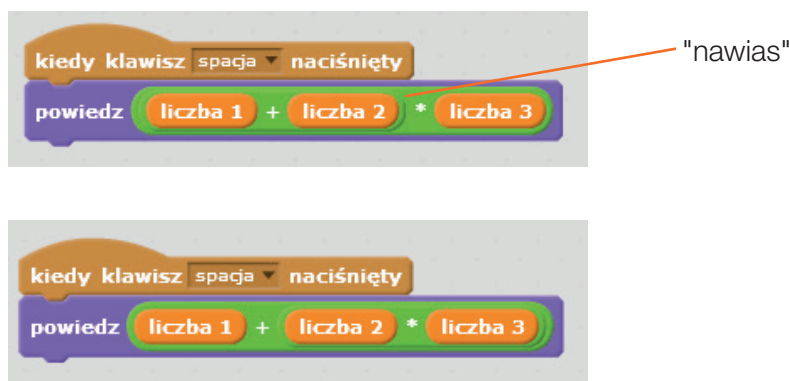 kiedy klawisz spacja naciśnięty
"nawias"
powiedz liczba 1 + liczba 2 * liczba 3
kiedy klawisz spacja naciśnięty
powiedz liczba 1 + liczba 2 * liczba 3